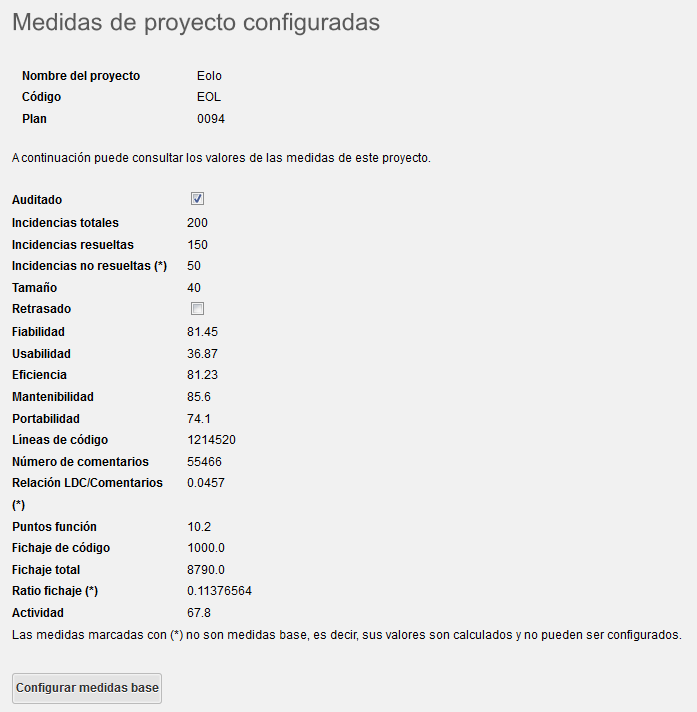 Medidas de proyecto configuradas
Nombre del proyecto Eolo
Código EOL
Plan 0094
A continuación puede consultar los valores de las medidas de este proyecto.
Auditado
Incidencias totales 200
Incidencias resueltas 150
Incidencias no resueltas (*) 50
Tamaño 40
Retrasado
Fiabilidad 81.45
Usabilidad 36.87
Eficiencia 81.23
Mantenibilidad 85.6
Portabilidad 74.1
Líneas de código 1214520
Número de comentarios 55466
Relación LDC/Comentarios 0.0457
(*)
Puntos función 10.2
Fichaje de código 1000.0
Fichaje total 8790.0
Ratio fichaje (*) 0.11376564
Actividad 67.8
Las medidas marcadas con (*) no son medidas base, es decir, sus valores son calculados y no pueden ser configurados.
Configurar medidas base